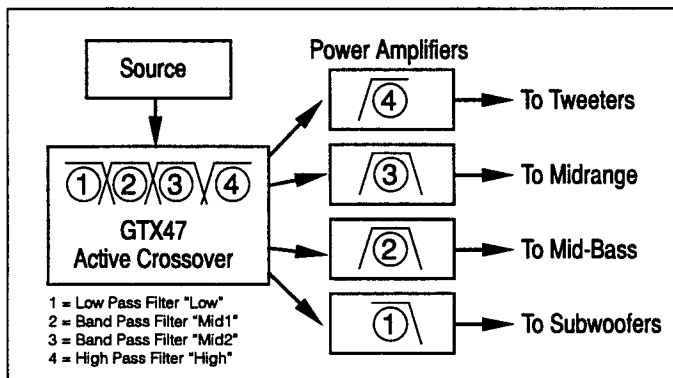 Source
Power Amplifiers
4
To Tweeters
1 2 3 4
3
To Midrange
GTX47
Active Crossover
2
To Mid-Bass
1 = Low Pass Filter "Low"
2 = Band Pass Filter "Mid1"
3 = Band Pass Filter "Mid2"
4 = High Pass Filter "High"
1
To Subwoofers